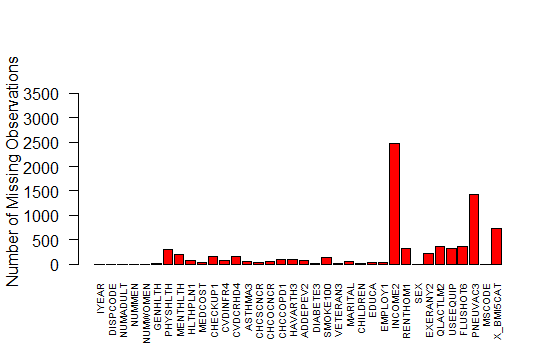 Number of Missing Observations
3500
3000
2500
2000
1500
1000
500
0
IYEAR
DISPCODE
NUMADULT
NUMMEN
NUMWOMEN
GENHLTH
PHYSHLTH
MENTHLTH
HLTHPLN1
MEDCOST
CHECKUP1
CVDINFR4
CVDCRHD4
ASTHMA3
CHCSCNCR
CHCOCNCR
CHCCOPD1
HAVARTH3
ADDEPEV2
DIABETE3
SMOKE100
VETERAN3
MARITAL
CHILDREN
EDUCA
EMPLOY1
INCOME2
RENTHOM1
SEX
EXERANY2
QLACTLM2
USEEQUIP
FLUSHOT6
PNEUVAC3
MSCODE
X_BMI5CAT